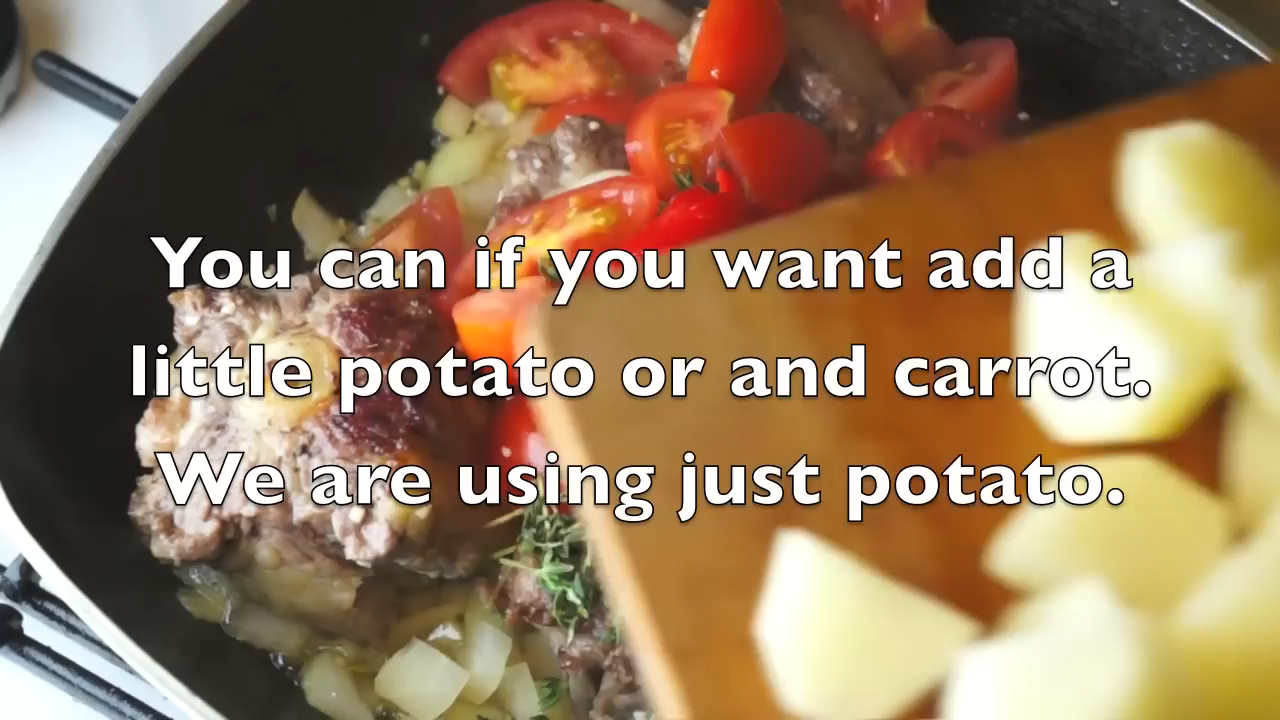 You can if you want add a
little potato or and carrot.
We are using just potato.